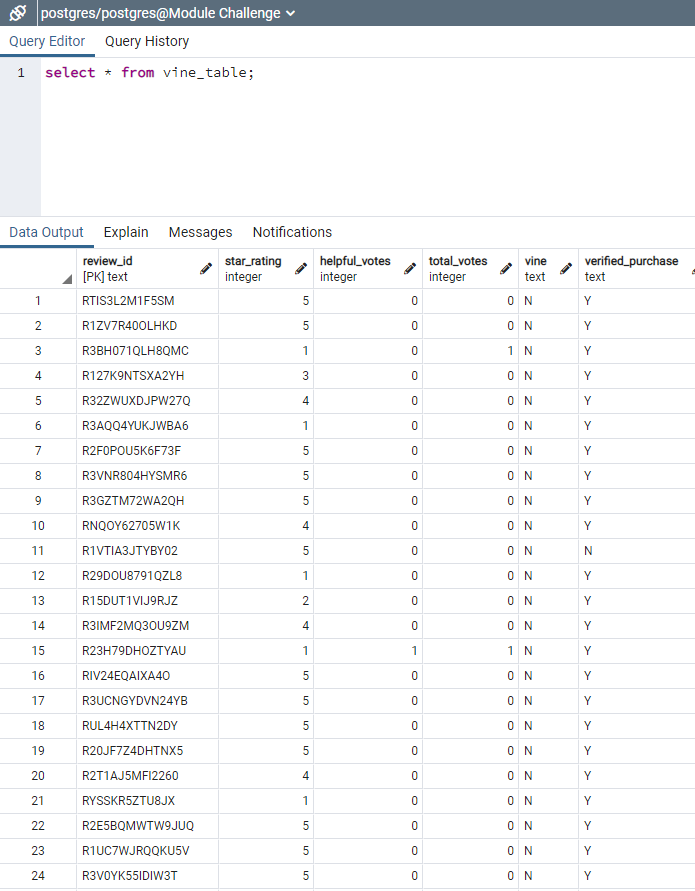 postgres/postgres@Module Challenge
Query Editor Query History
1 select * from vine_table;
Data Output Explain Messages Notifications
review_id star_rating helpful_votes total_votes vine verified_purchase
[PK] text integer integer integer text text
1 RTIS3L2M1F5SM 5 0 0 N Y
2 R1ZV7R40OLHKD 5 0 0 N Y
3 R3BH071QLH8QMC 1 0 1 N Y
4 R127K9NTSXA2YH 3 0 0 N Y
5 R32ZWUXDJPW27Q 4 0 0 N Y
6 R3AQQ4YUKJWBA6 1 0 0 N Y
7 R2F0POU5K6F73F 5 0 0 N Y
8 R3VNR804HYSMR6 5 0 0 N Y
9 R3GZTM72WA2QH 5 0 0 N Y
10 RNQOY62705W1K 4 0 0 N Y
11 R1VTIA3JTYBY02 5 0 0 N N
12 R29DOU8791QZL8 1 0 0 N Y
13 R15DUT1VIJ9RJZ 2 0 0 N Y
14 R3IMF2MQ3OU9ZM 4 0 0 N Y
15 R23H79DHOZTYAU 1 1 1 N Y
16 RIV24EQAIXA4O 5 0 0 N Y
17 R3UCNGYDVN24YB 5 0 0 N Y
18 RUL4H4XTTN2DY 5 0 0 N Y
19 R20JF7Z4DHTNX5 5 0 0 N Y
20 R2T1AJ5MFI2260 4 0 0 N Y
21 RYSSKR5ZTU8JX 1 0 0 N Y
22 R2E5BQMWTW9JUQ 5 0 0 N Y
23 R1UC7WJRQQKU5V 5 0 0 N Y
24 R3V0YK55IDIW3T 5 0 0 N Y